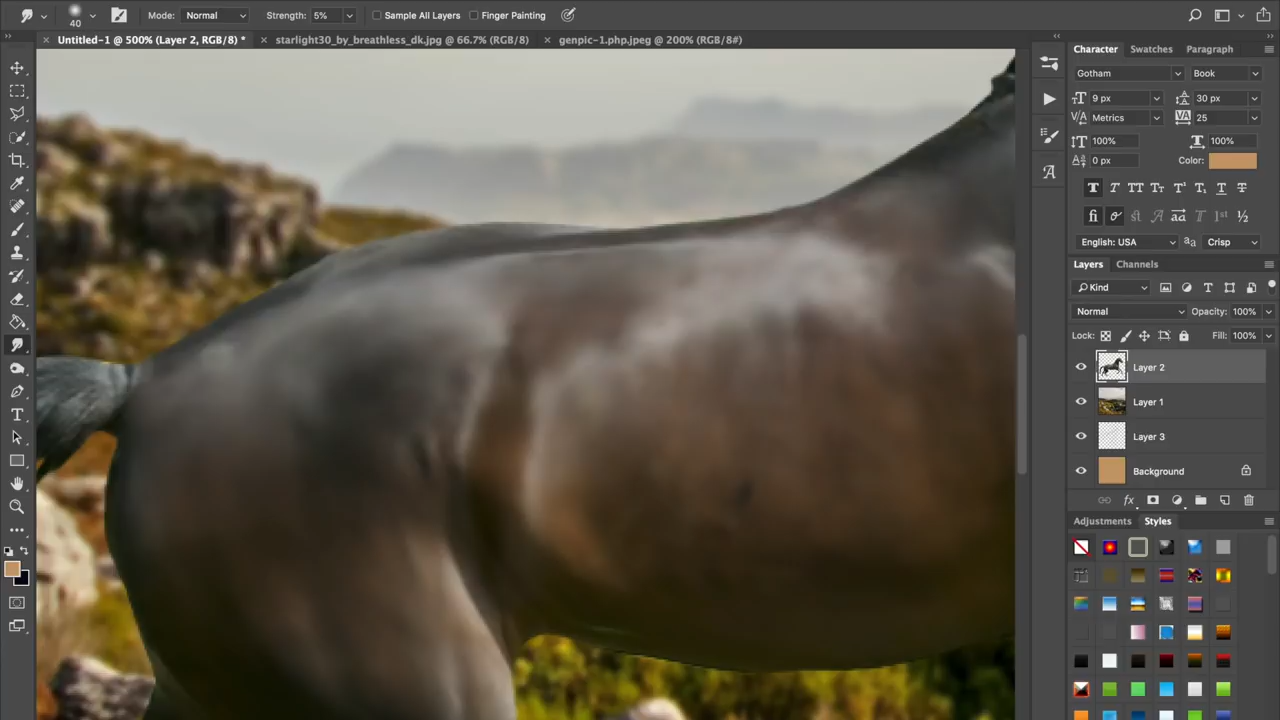 40 Mode: Normal Strength: 5% Sample All Layers Finger Painting
Untitled-1 @ 500% (Layer 2, RGB/8) * starlight30_by_breathless_dk.jpg @ 66.7% (RGB/8) genpic-1.php.jpeg @ 200% (RGB/8#)
Character Swatches Paragraph
Gotham Book
9 px 30 px
Metrics 25
100% 100%
0 px Color:
English: USA Crisp
Layers Channels
Kind
Normal Opacity: 100%
Lock: Fill: 100%
Layer 2
Layer 1
Layer 3
Background
Adjustments Styles